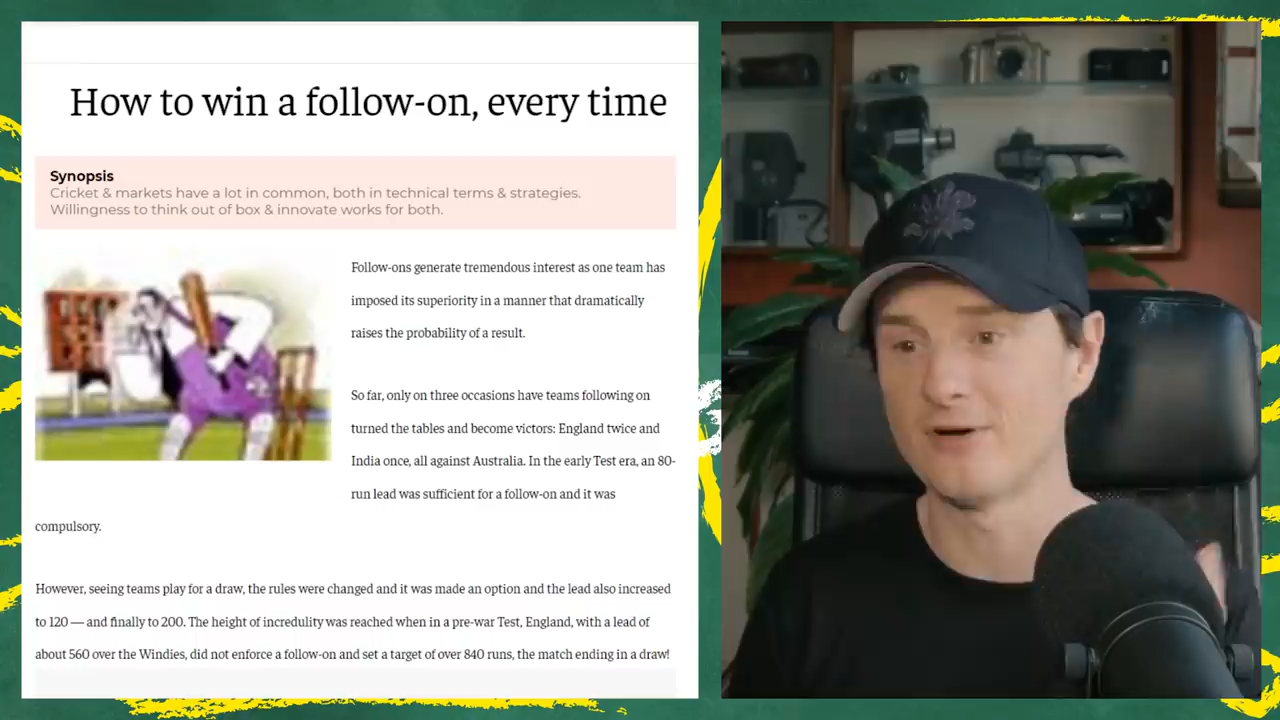 How to win a follow-on, every time
Synopsis
Cricket & markets have a lot in common, both in technical terms & strategies.
Willingness to think out of box & innovate works for both.
Follow-ons generate tremendous interest as one team has
imposed its superiority in a manner that dramatically
raises the probability of a result.
So far, only on three occasions have teams following on
turned the tables and become victors: England twice and
India once, all against Australia. In the early Test era, an 80-
run lead was sufficient for a follow-on and it was
compulsory.
However, seeing teams play for a draw, the rules were changed and it was made an option and the lead also increased
to 120 — and finally to 200. The height of incredulity was reached when in a pre-war Test, England, with a lead of
about 560 over the Windies, did not enforce a follow-on and set a target of over 840 runs, the match ending in a draw!